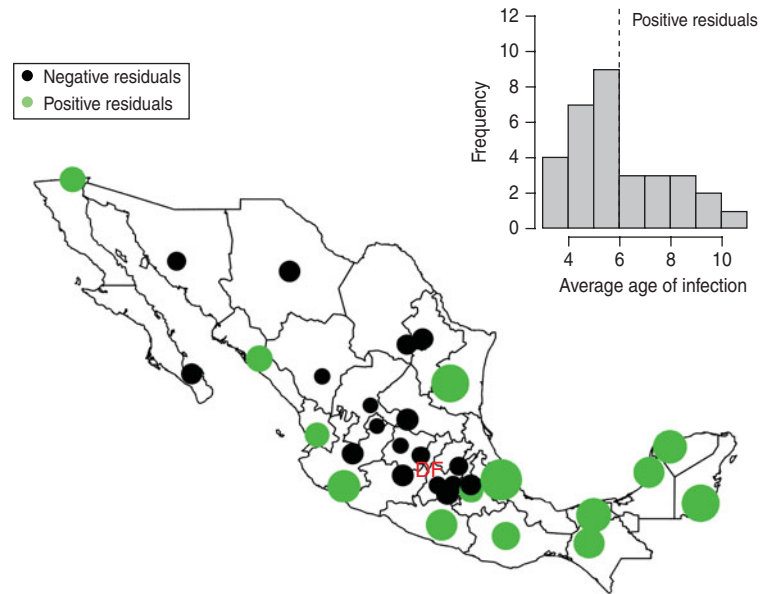 Negative residuals
Positive residuals
12
10
8
6
4
2
0
Frequency
Positive residuals
4 6 8 10
Average age of infection
DF